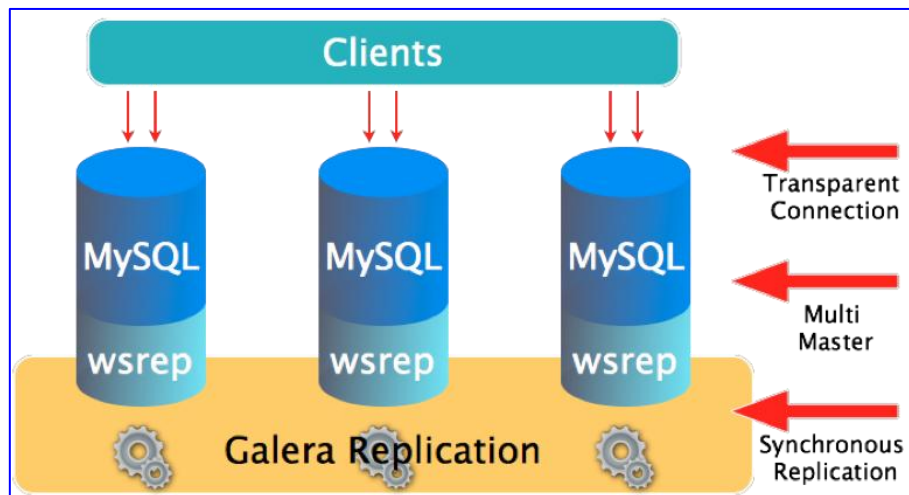 Clients
MySQL
MySQL
MySQL
wsrep
wsrep
wsrep
Galera Replication
Transparent
Connection
Multi
Master
Synchronous
Replication